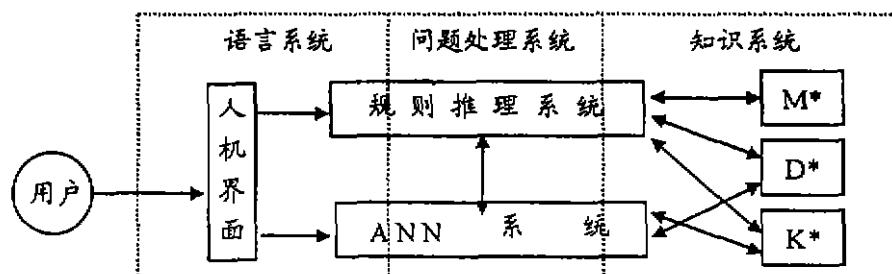 语言系统 问题处理系统 知识系统
人机界面
规则推理系统
M*
D*
用户
ANN 系统
K*